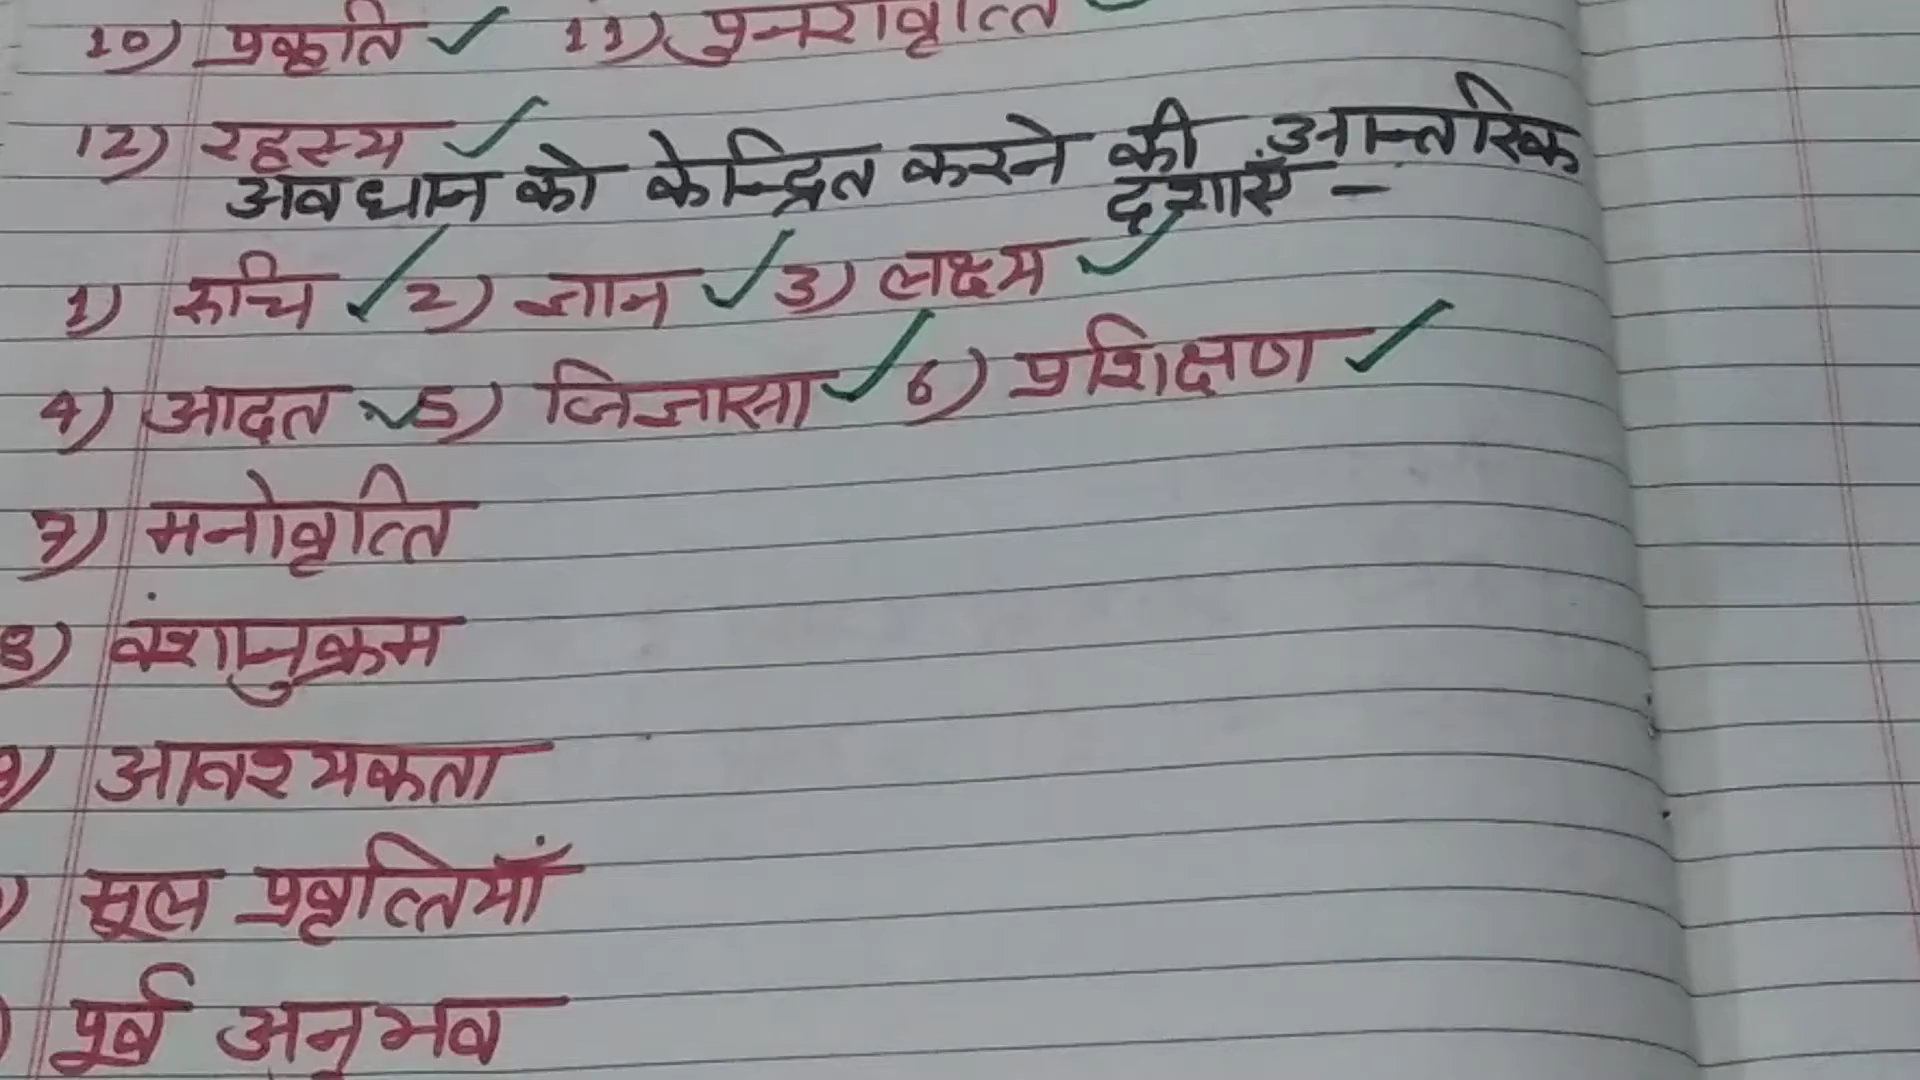 10) प्रकृति ✓ 11) पुनरावृत्ति
12) रहस्य ✓
अवधान को केन्द्रित करने की आन्तरिक
दशाएँ -
1) रूचि ✓ 2) ज्ञान ✓ 3) लक्ष्य ✓
4) आदत ✓ 5) जिज्ञासा ✓ 6) प्रशिक्षण ✓
7) मनोवृत्ति
8) वंशानुक्रम
9) आवश्यकता
) मूल प्रवृत्तियाँ
) पूर्व अनुभव